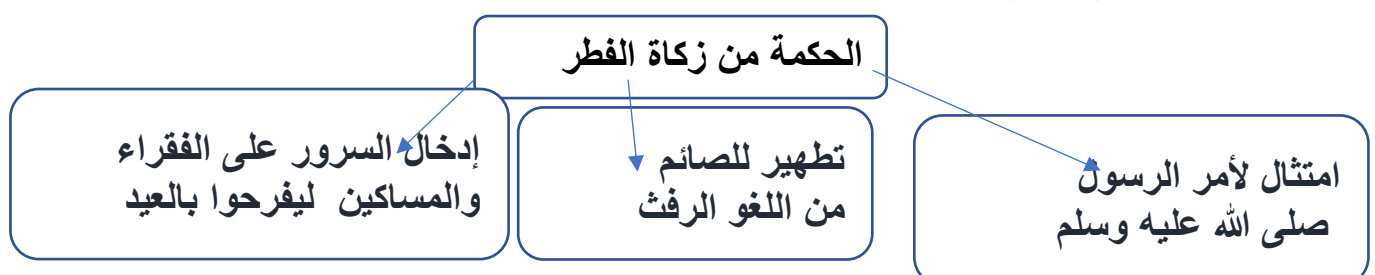 الحكمة من زكاة الفطر
امتثال لأمر الرسول
صلى الله عليه وسلم
تطهير للصائم
من اللغو الرفث
إدخال السرور على الفقراء
والمساكين ليفرحوا بالعيد